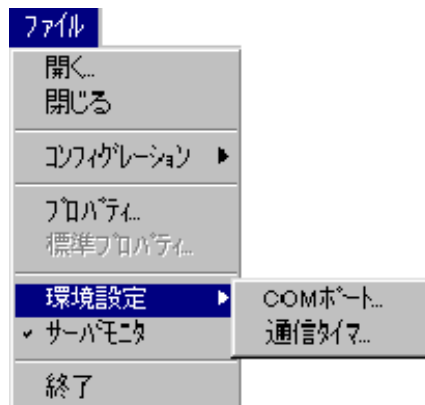 ファイル
開く...
閉じる
コンフィグレーション
プロパティ...
標準プロパティ...
環境設定
COMポート...
✓ サーバモニタ
通信タイマ...
終了